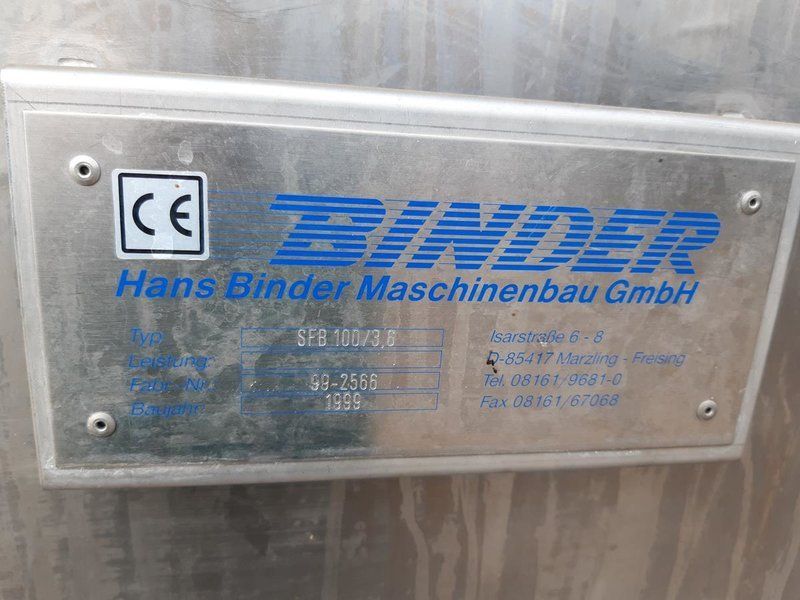 CE
BINDER
Hans Binder Maschinenbau GmbH
Typ: SFB 100/3,6
Leistung:
Fabr. Nr.: 99-2566
Baujahr: 1999
Isarstraße 6 - 8
D-85417 Marzling - Freising
Tel. 08161/9681-0
Fax 08161/67068